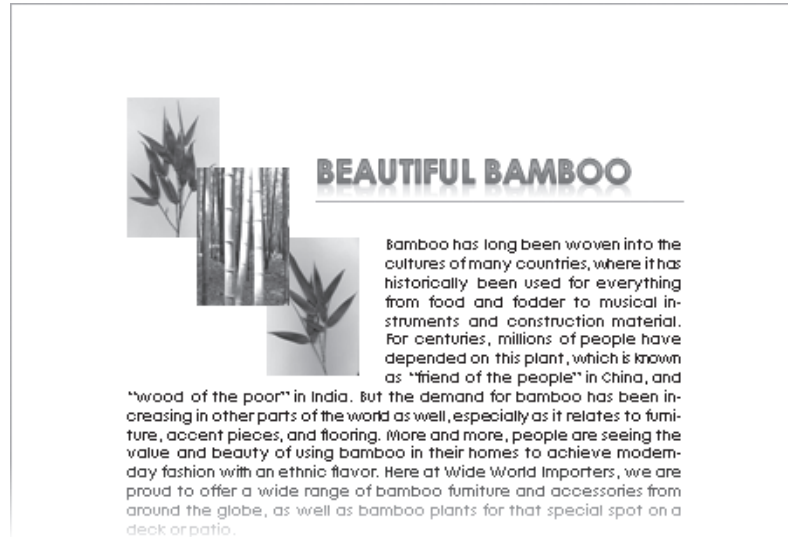 BEAUTIFUL BAMBOO
Bamboo has long been woven into the
cultures of many countries, where it has
historically been used for everything
from food and fodder to musical in-
struments and construction material.
For centuries, millions of people have
depended on this plant, which is known
as “friend of the people” in China, and
“wood of the poor” in India. But the demand for bamboo has been in-
creasing in other parts of the world as well, especially as it relates to furni-
ture, accent pieces, and flooring. More and more, people are seeing the
value and beauty of using bamboo in their homes to achieve modern-
day fashion with an ethnic flavor. Here at Wide World Importers, we are
proud to offer a wide range of bamboo furniture and accessories from
around the globe, as well as bamboo plants for that special spot on a
deck or patio.